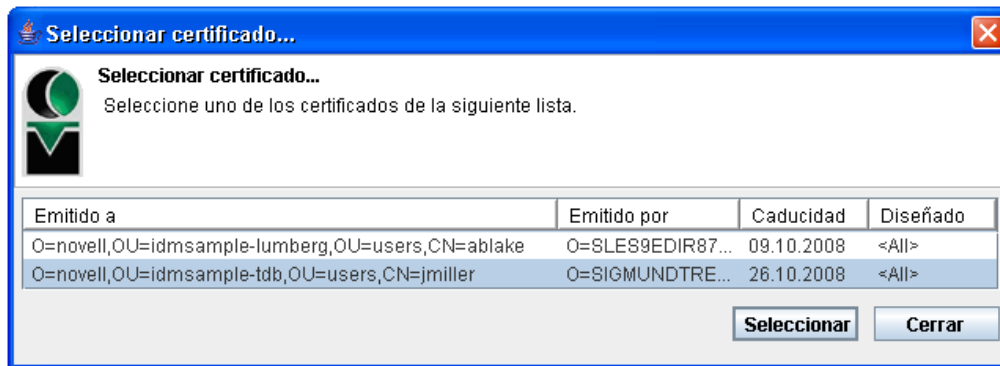 Seleccionar certificado...
Seleccionar certificado...
Seleccione uno de los certificados de la siguiente lista.
Emitido a Emitido por Caducidad Diseñado
O=novell,OU=idmsample-lumberg,OU=users,CN=ablake O=SLES9EDIR87... 09.10.2008 <All>
O=novell,OU=idmsample-tdb,OU=users,CN=jmiller O=SIGMUNDTRE... 26.10.2008 <All>
Seleccionar Cerrar